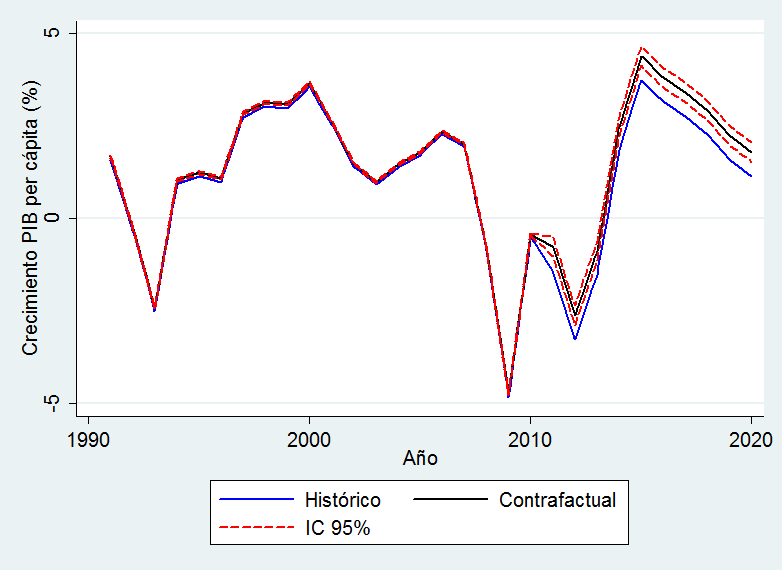 Crecimiento PIB per cápita (%)
5
0
-5
1990 2000 2010 2020
Año
Histórico Contrafactual
IC 95%